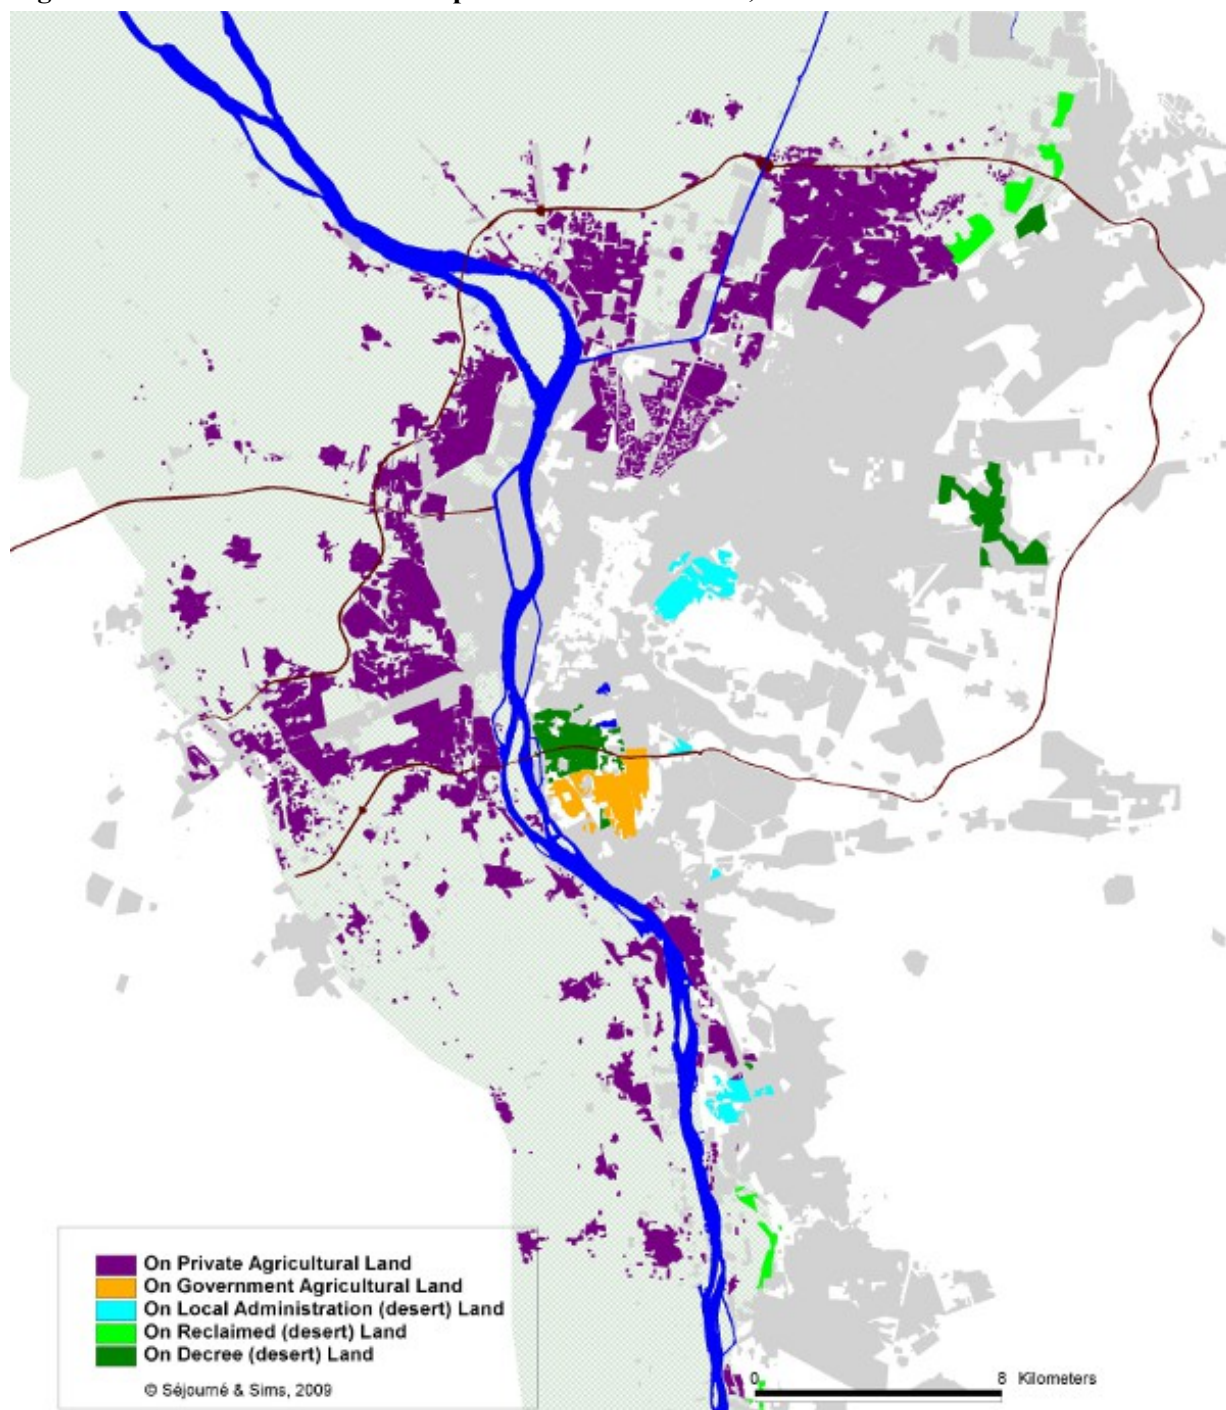 On Private Agricultural Land
On Government Agricultural Land
On Local Administration (desert) Land
On Reclaimed (desert) Land
On Decree (desert) Land
© Séjourné & Sims, 2009
0 8 Kilometers